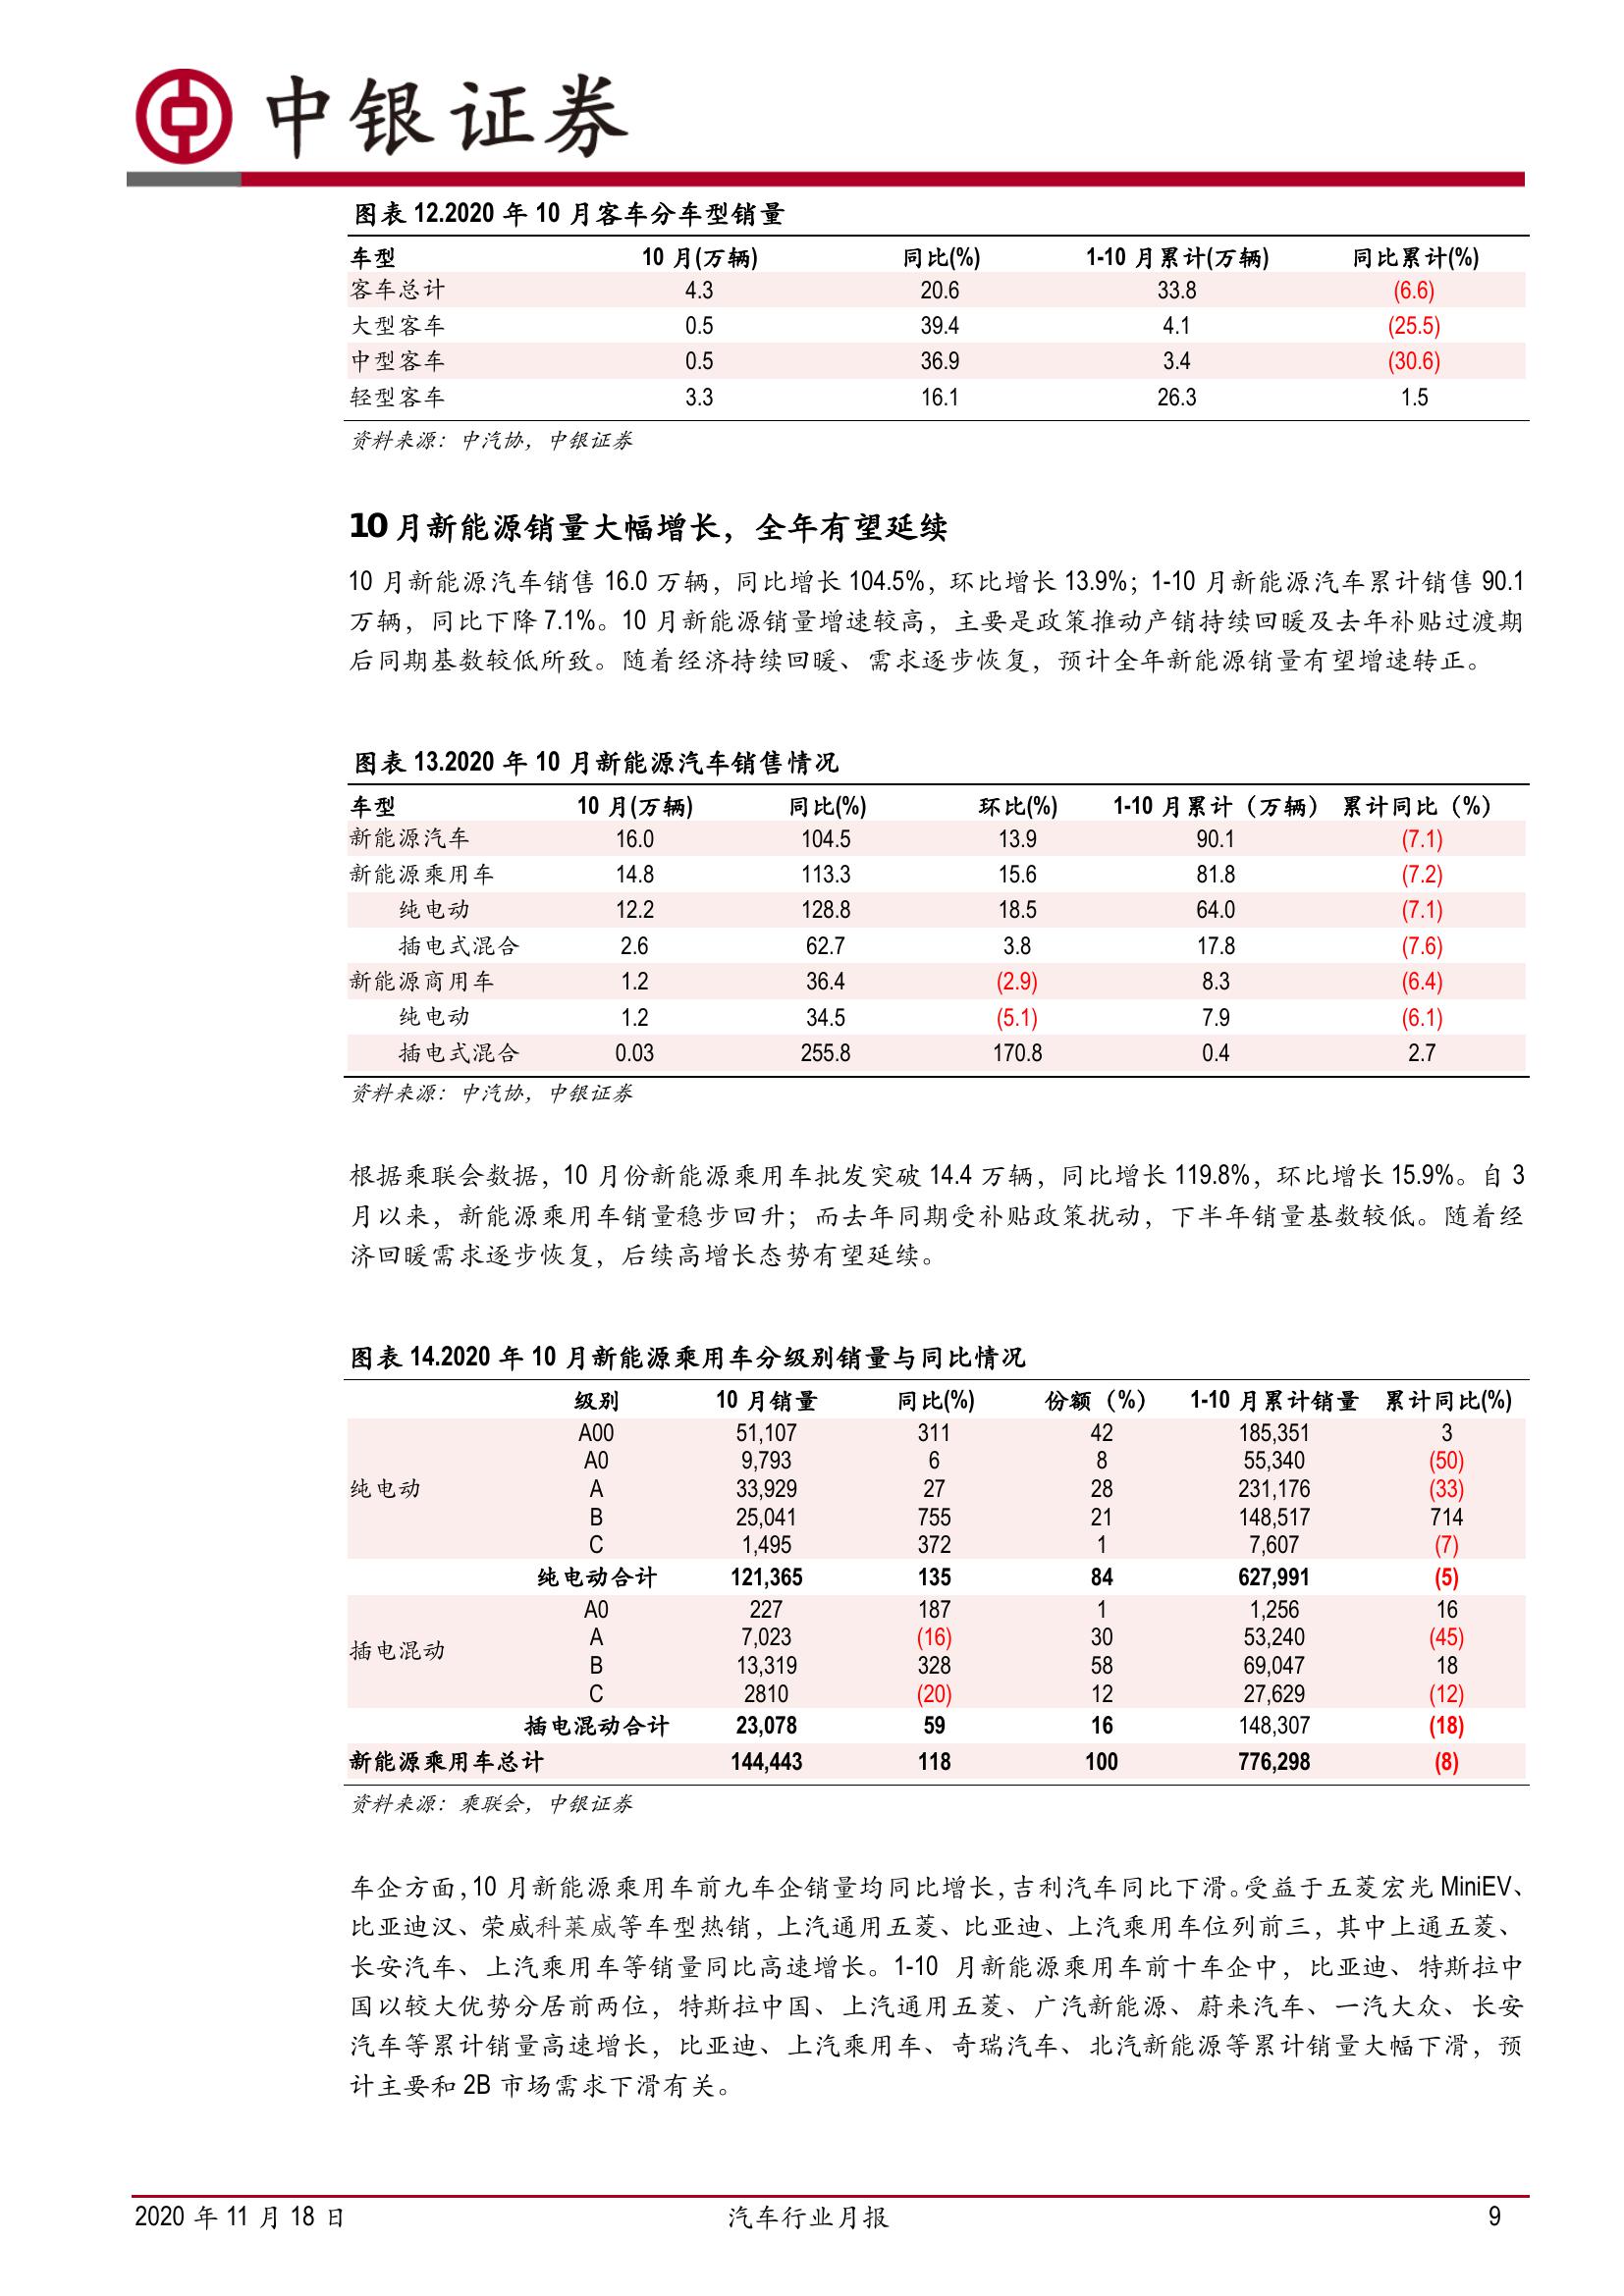 中银证券
图表 12.2020 年 10 月客车分车型销量
车型 10 月(万辆) 同比(%) 1-10 月累计(万辆) 同比累计(%)
客车总计 4.3 20.6 33.8 (6.6)
大型客车 0.5 39.4 4.1 (25.5)
中型客车 0.5 36.9 3.4 (30.6)
轻型客车 3.3 16.1 26.3 1.5
资料来源：中汽协，中银证券
10 月新能源销量大幅增长，全年有望延续
10 月新能源汽车销售 16.0 万辆，同比增长 104.5%，环比增长 13.9%；1-10 月新能源汽车累计销售 90.1
万辆，同比下降 7.1%。10 月新能源销量增速较高，主要是政策推动产销持续回暖及去年补贴过渡期
后同期基数较低所致。随着经济持续回暖、需求逐步恢复，预计全年新能源销量有望增速转正。
图表 13.2020 年 10 月新能源汽车销售情况
车型 10 月(万辆) 同比(%) 环比(%) 1-10 月累计（万辆） 累计同比（%）
新能源汽车 16.0 104.5 13.9 90.1 (7.1)
新能源乘用车 14.8 113.3 15.6 81.8 (7.2)
纯电动 12.2 128.8 18.5 64.0 (7.1)
插电式混合 2.6 62.7 3.8 17.8 (7.6)
新能源商用车 1.2 36.4 (2.9) 8.3 (6.4)
纯电动 1.2 34.5 (5.1) 7.9 (6.1)
插电式混合 0.03 255.8 170.8 0.4 2.7
资料来源：中汽协，中银证券
根据乘联会数据，10 月份新能源乘用车批发突破 14.4 万辆，同比增长 119.8%，环比增长 15.9%。自 3
月以来，新能源乘用车销量稳步回升；而去年同期受补贴政策扰动，下半年销量基数较低。随着经
济回暖需求逐步恢复，后续高增长态势有望延续。
图表 14.2020 年 10 月新能源乘用车分级别销量与同比情况
级别 10 月销量 同比(%) 份额（%） 1-10 月累计销量 累计同比(%)
A00 51,107 311 42 185,351 3
A0 9,793 6 8 55,340 (50)
纯电动 A 33,929 27 28 231,176 (33)
B 25,041 755 21 148,517 714
C 1,495 372 1 7,607 (7)
纯电动合计 121,365 135 84 627,991 (5)
A0 227 187 1 1,256 16
插电混动 A 7,023 (16) 30 53,240 (45)
B 13,319 328 58 69,047 18
C 2810 (20) 12 27,629 (12)
插电混动合计 23,078 59 16 148,307 (18)
新能源乘用车总计 144,443 118 100 776,298 (8)
资料来源：乘联会，中银证券
车企方面，10 月新能源乘用车前九车企销量均同比增长，吉利汽车同比下滑。受益于五菱宏光 MiniEV、
比亚迪汉、荣威科莱威等车型热销，上汽通用五菱、比亚迪、上汽乘用车位列前三，其中上通五菱、
长安汽车、上汽乘用车等销量同比高速增长。1-10 月新能源乘用车前十车企中，比亚迪、特斯拉中
国以较大优势分居前两位，特斯拉中国、上汽通用五菱、广汽新能源、蔚来汽车、一汽大众、长安
汽车等累计销量高速增长，比亚迪、上汽乘用车、奇瑞汽车、北汽新能源等累计销量大幅下滑，预
计主要和 2B 市场需求下滑有关。
2020 年 11 月 18 日 汽车行业月报 9